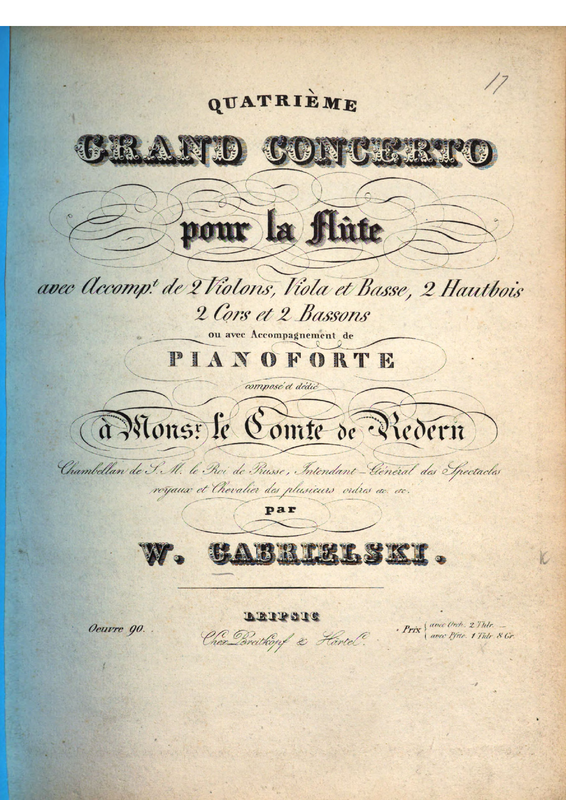 17
QUATRIÈME
GRAND CONCERTO
pour la flûte
avec Accomp.t de 2 Violons, Viola et Basse, 2 Hautbois
2 Cors et 2 Bassons
ou avec Accompagnement de
PIANOFORTE
composé et dédié
à Monsr. le Comte de Redern
Chambellan de S. M. le Roi de Prusse, Intendant-Général des Spectacles
royaux et Chevalier des plusieurs ordres &c. &c.
par
W. GABRIELSKI.
LEIPSIC
Chez Breitkopf & Härtel.
Oeuvre 90.
Prix { avec Orch. 2 Thlr. —
avec Pfte. 1 Thlr. 8 Gr.